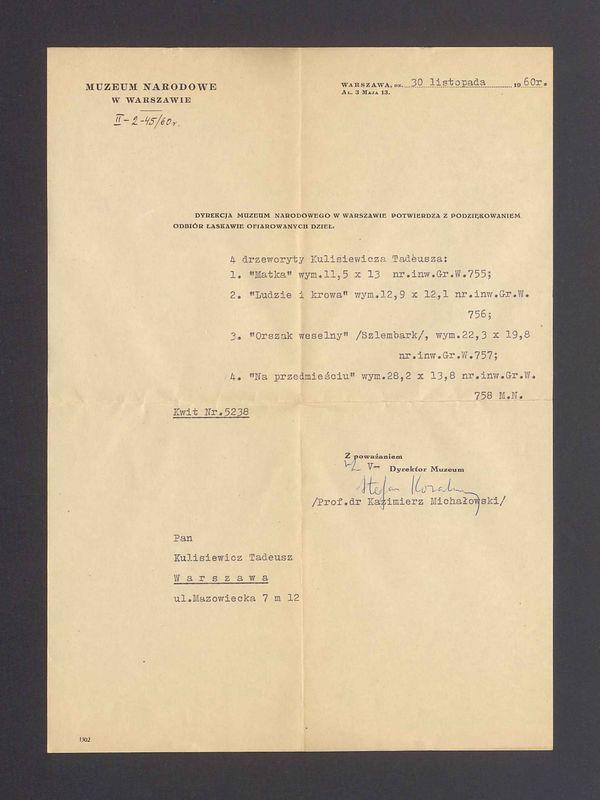 MUZEUM NARODOWE
W WARSZAWIE
II-2-45/60r.
WARSZAWA, DN. 30 listopada 1960r.
AL. 3 MAJA 13.
DYREKCJA MUZEUM NARODOWEGO W WARSZAWIE POTWIERDZA Z PODZIĘKOWANIEM
ODBIÓR ŁASKAWIE OFIAROWANYCH DZIEŁ.
4 drzeworyty Kulisiewicza Tadeusza:
1. "Matka" wym.11,5 x 13 nr.inw.Gr.W.755;
2. "Ludzie i krowa" wym.12,9 x 12,1 nr.inw.Gr.W.
756;
3. "Orszak weselny" /Szlembark/, wym.22,3 x 19,8
nr.inw.Gr.W.757;
4. "Na przedmieściu" wym.28,2 x 13,8 nr.inw.Gr.W.
758 M.N.
Kwit Nr.5238
Z poważaniem
V- Dyrektor Muzeum
Stefan
/Prof.dr Kazimierz Michałowski/
Pan
Kulisiewicz Tadeusz
W a r s z a w a
ul.Mazowiecka 7 m 12
1302